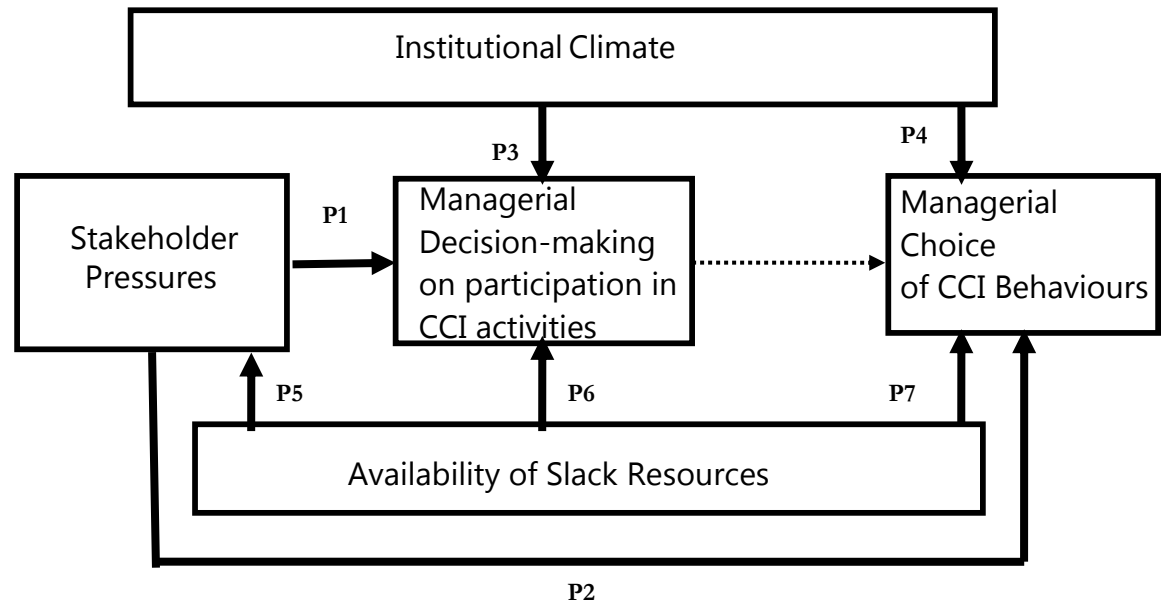 Institutional Climate
P3
P4
Stakeholder
Pressures
P1
Managerial
Decision-making
on participation in
CCI activities
Managerial
Choice
of CCI Behaviours
P5
P6
P7
Availability of Slack Resources
P2